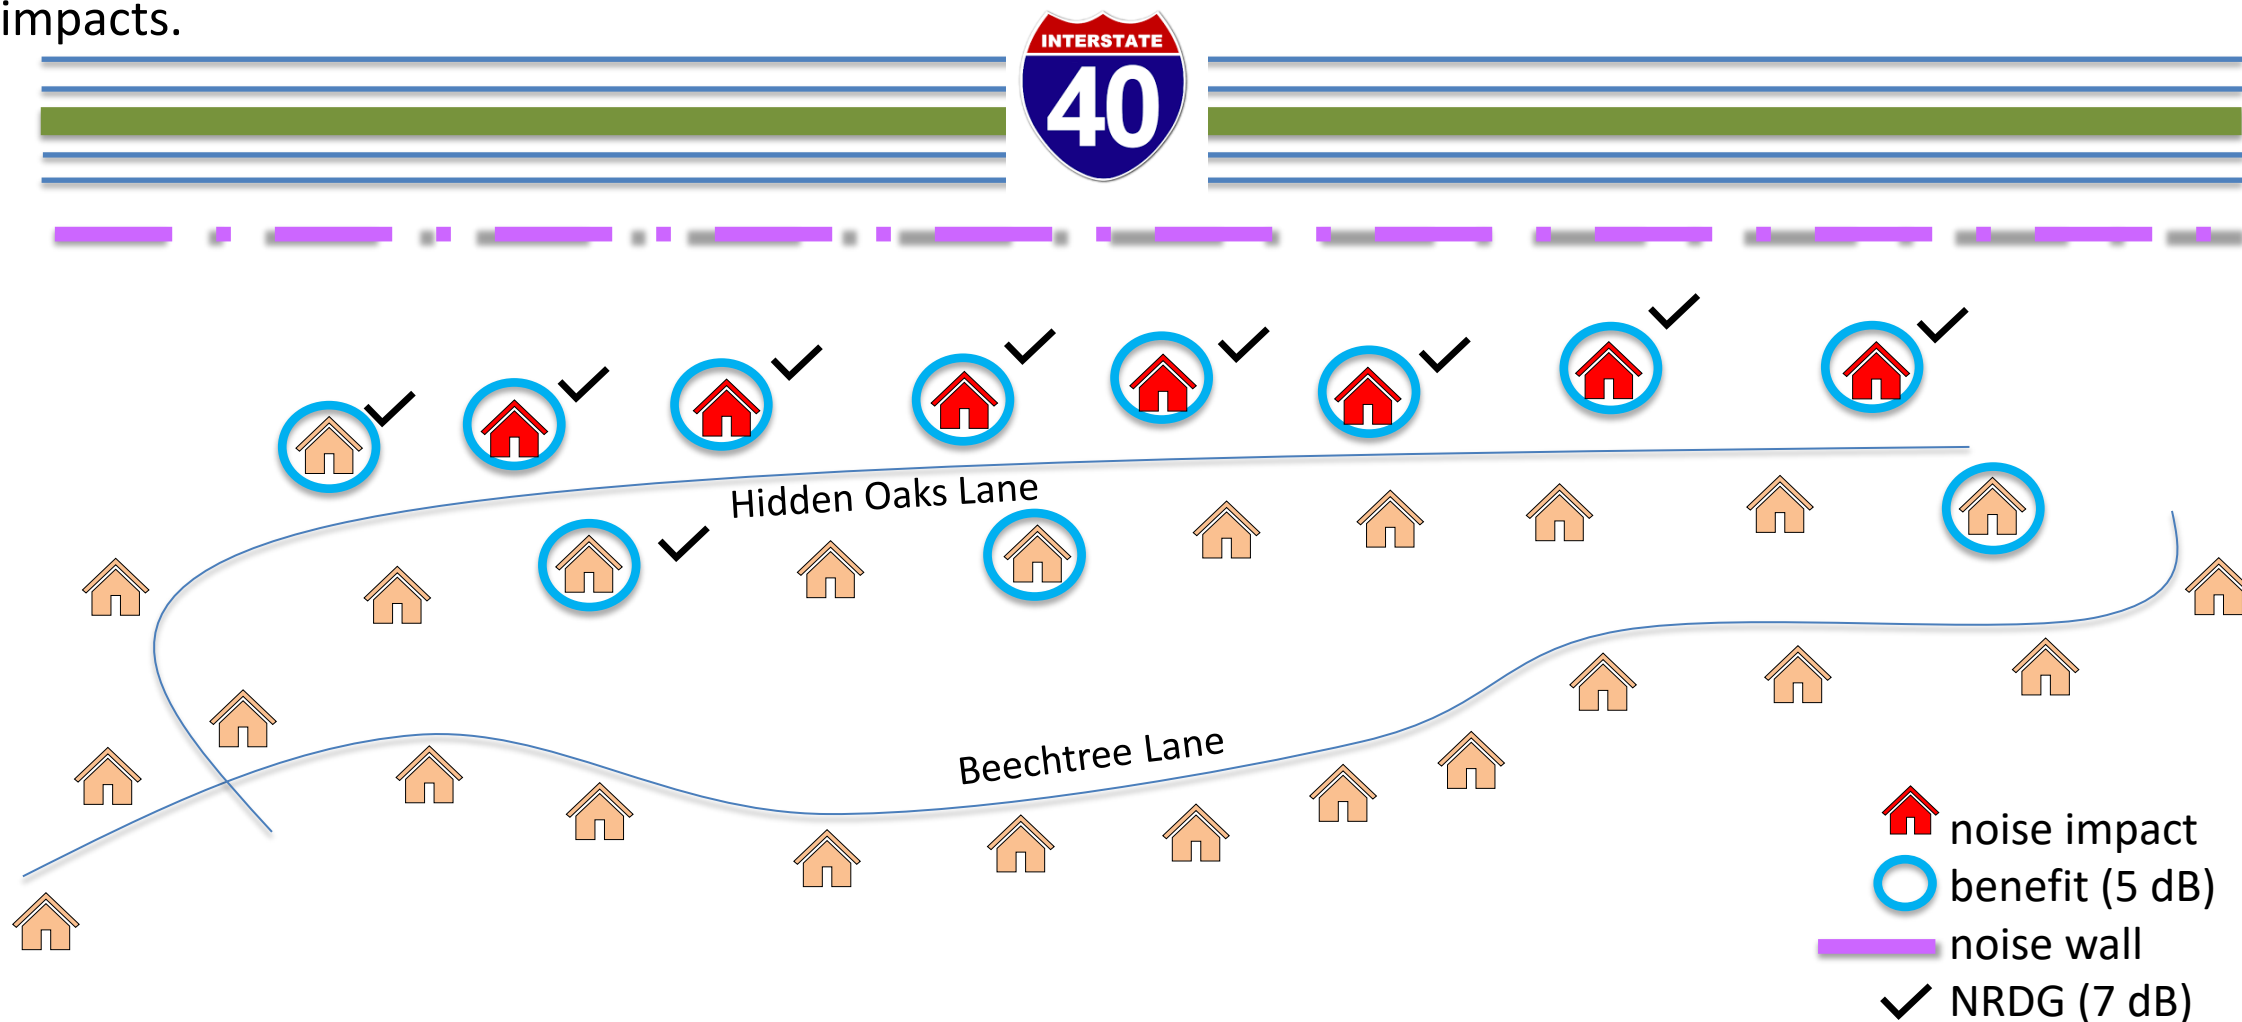 impacts.
INTERSTATE
40
Hidden Oaks Lane
Beechtree Lane
noise impact
benefit (5 dB)
noise wall
NRDG (7 dB)